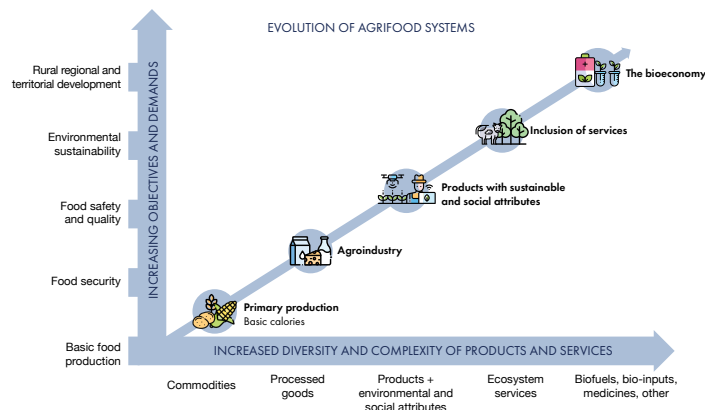 EVOLUTION OF AGRIFOOD SYSTEMS
INCREASING OBJECTIVES AND DEMANDS
Rural regional and
territorial development
Environmental
sustainability
Food safety
and quality
Food security
Basic food
production
The bioeconomy
Inclusion of services
Products with sustainable
and social attributes
Agroindustry
Primary production
Basic calories
INCREASED DIVERSITY AND COMPLEXITY OF PRODUCTS AND SERVICES
Commodities
Processed
goods
Products +
environmental and
social attributes
Ecosystem
services
Biofuels, bio-inputs,
medicines, other